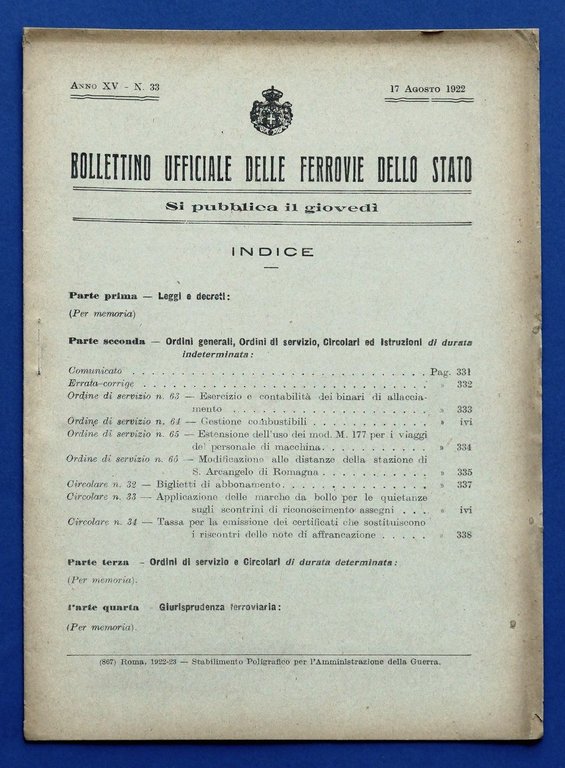 Anno XV - N. 33
17 Agosto 1922
BOLLETTINO UFFICIALE DELLE FERROVIE DELLO STATO
Si pubblica il giovedì
INDICE
Parte prima — Leggi e decreti:
(Per memoria)
Parte seconda — Ordini generali, Ordini di servizio, Circolari ed Istruzioni di durata
indeterminata:
Comunicato . . . . . . . . . . . . . . . . . . . . Pag. 331
Errata-corrige . . . . . . . . . . . . . . . . . . . . » 332
Ordine di servizio n. 63 — Esercizio e contabilità dei binari di allaccia-
mento . . . . . . . . . . . . . . » 333
Ordine di servizio n. 64 — Gestione combustibili . . . . . . . . » ivi
Ordine di servizio n. 65 — Estensione dell'uso dei mod. M. 177 per i viaggi
del personale di macchina. . . . . . . » 334
Ordine di servizio n. 66 — Modificazione alle distanze della stazione di
S. Arcangelo di Romagna . . . . . . . » 335
Circolare n. 32 — Biglietti di abbonamento. . . . . . . . . . » 337
Circolare n. 33 — Applicazione delle marche da bollo per le quietanze
sugli scontrini di riconoscimento assegni . . . » ivi
Circolare n. 34 — Tassa per la emissione dei certificati che sostituiscono
i riscontri delle note di affrancazione . . . . . » 338
Parte terza - Ordini di servizio e Circolari di durata determinata:
(Per memoria).
Parte quarta - Giurisprudenza ferroviaria:
(Per memoria).
(867) Roma, 1922-23 — Stabilimento Poligrafico per l'Amministrazione della Guerra.